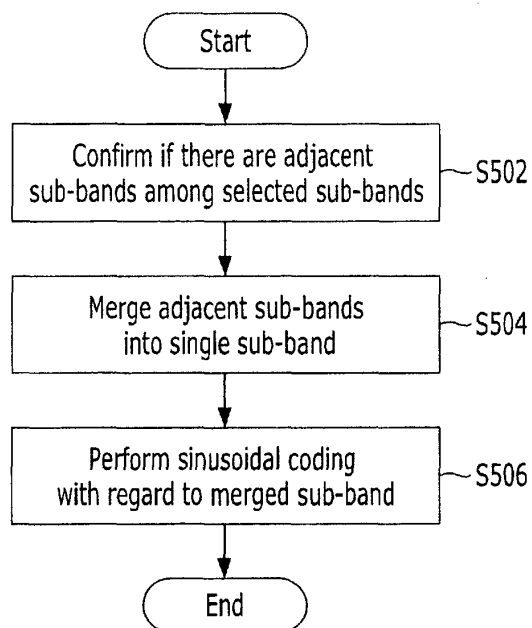 Start
Confirm if there are adjacent
sub-bands among selected sub-bands
S502
Merge adjacent sub-bands
into single sub-band
S504
Perform sinusoidal coding
with regard to merged sub-band
S506
End